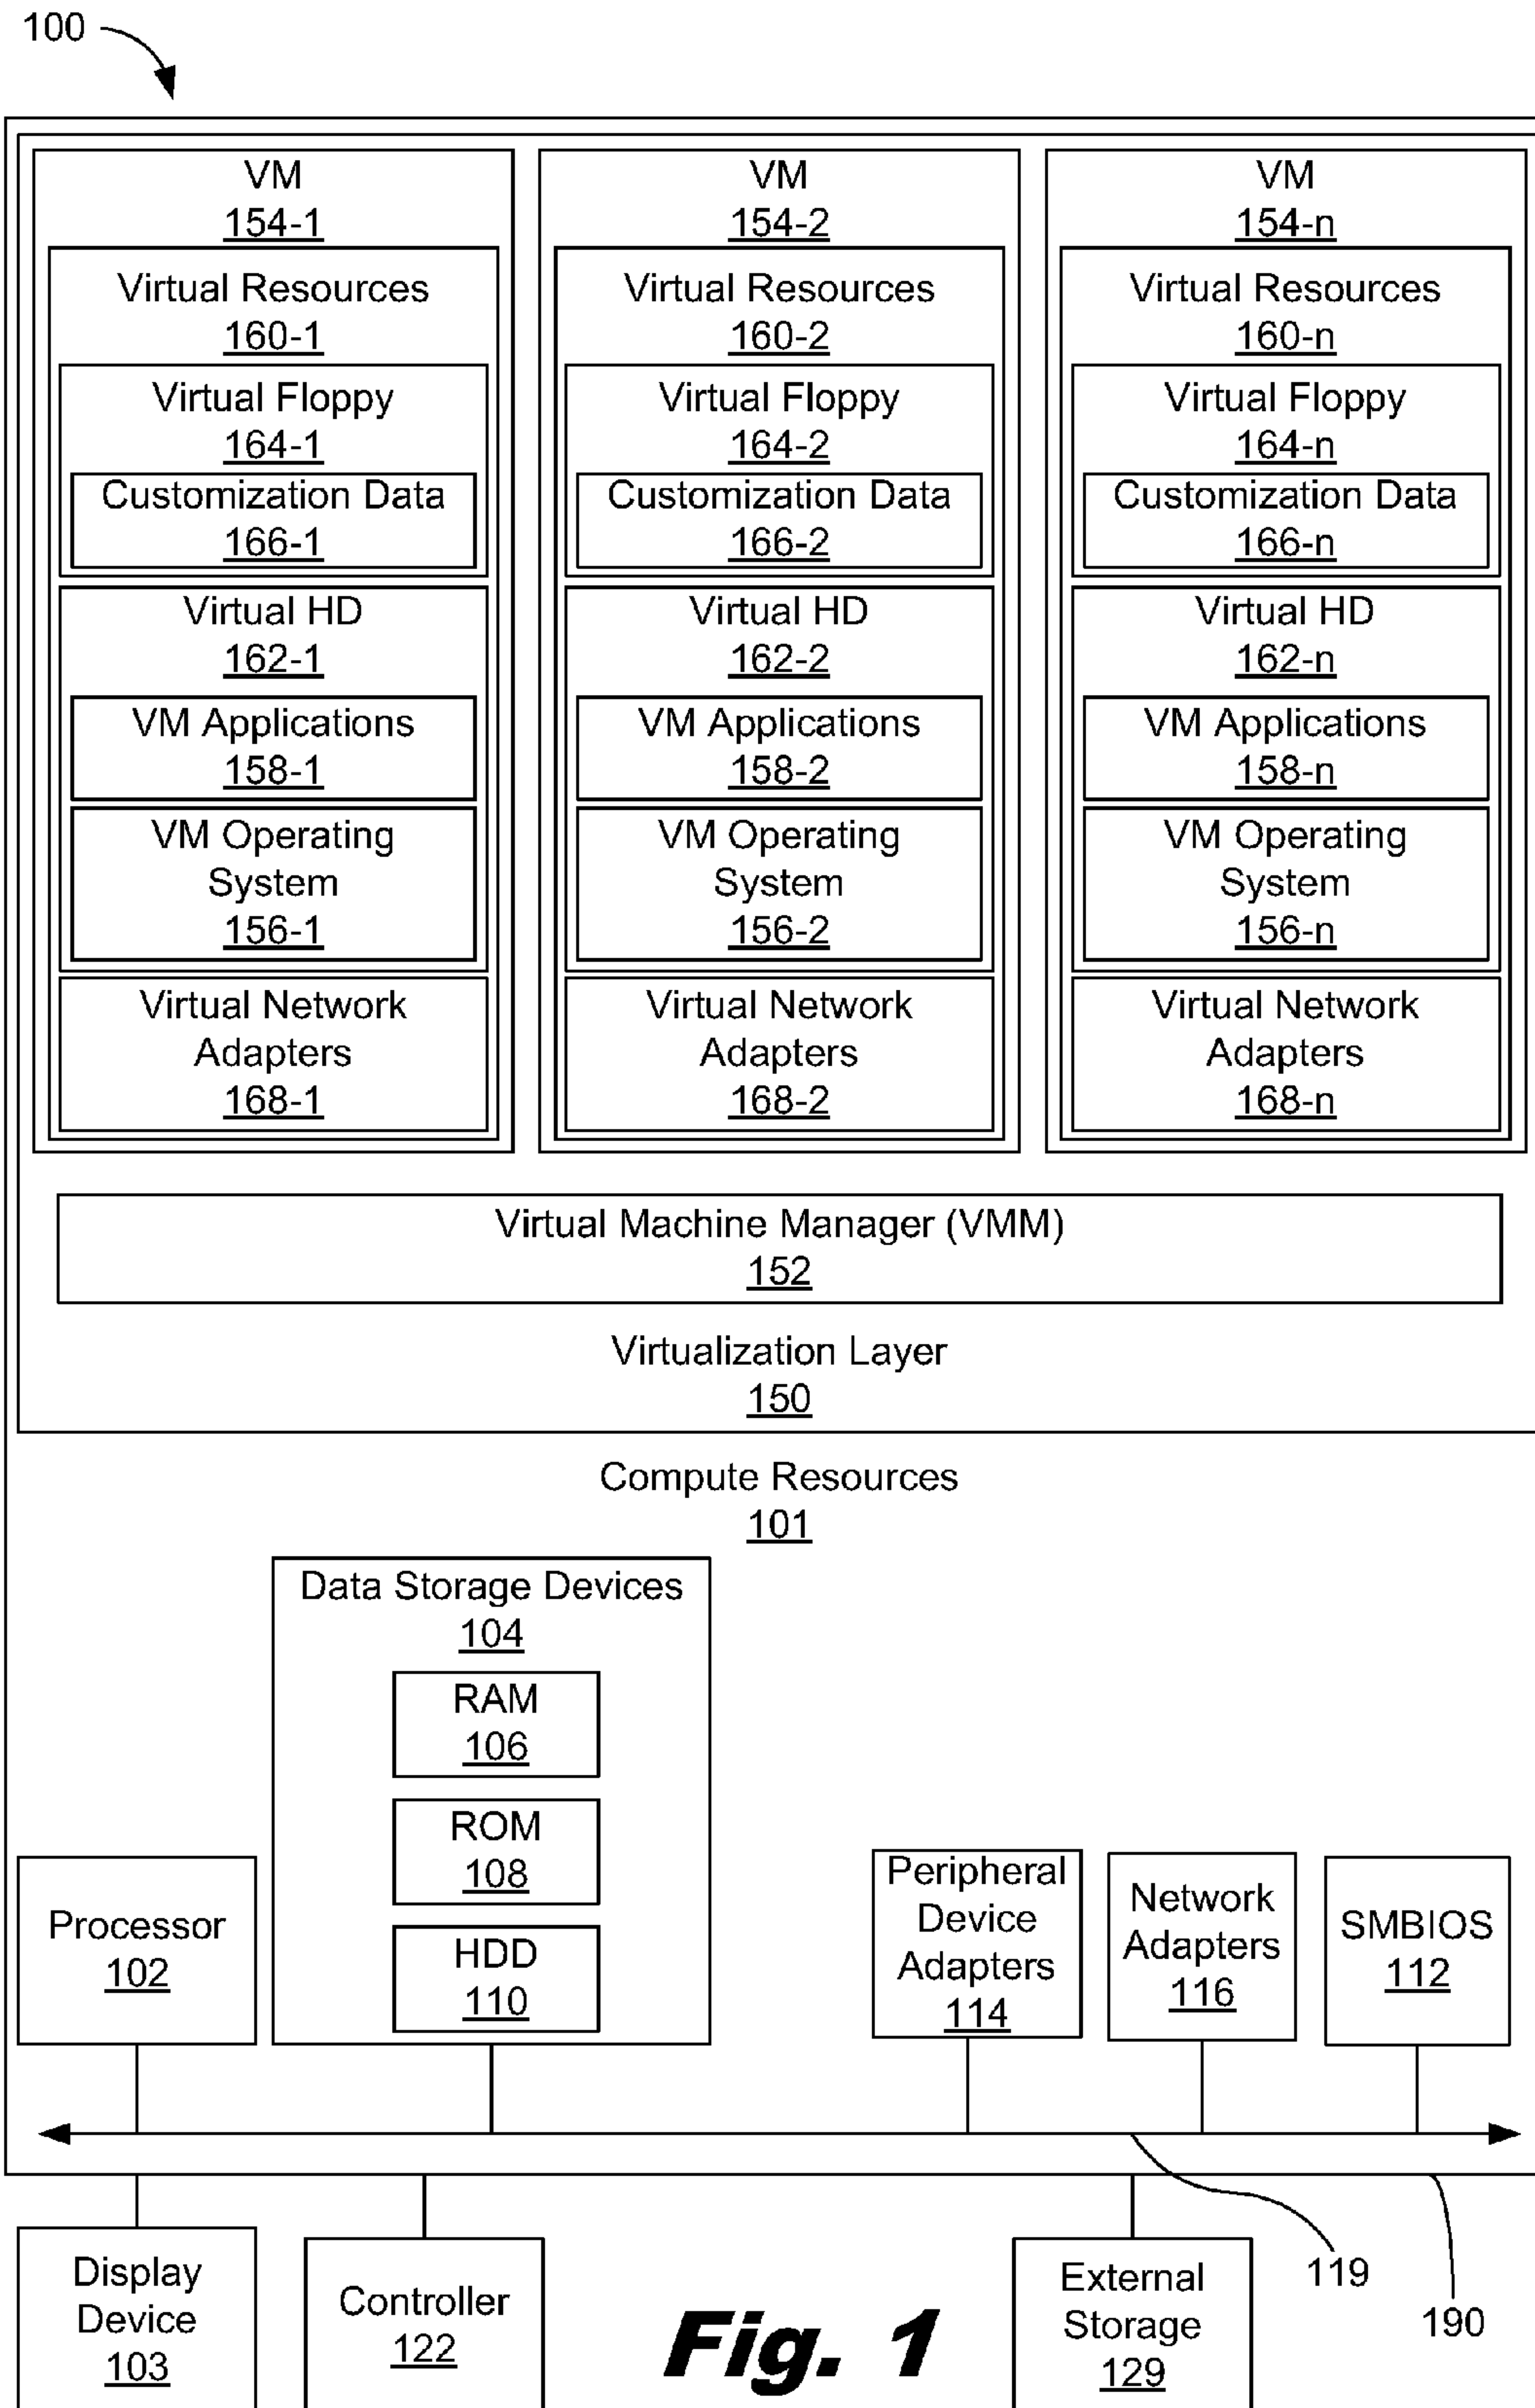 100
VM
154-1
Virtual Resources
160-1
Virtual Floppy
164-1
Customization Data
166-1
Virtual HD
162-1
VM Applications
158-1
VM Operating
System
156-1
Virtual Network
Adapters
168-1
VM
154-2
Virtual Resources
160-2
Virtual Floppy
164-2
Customization Data
166-2
Virtual HD
162-2
VM Applications
158-2
VM Operating
System
156-2
Virtual Network
Adapters
168-2
VM
154-n
Virtual Resources
160-n
Virtual Floppy
164-n
Customization Data
166-n
Virtual HD
162-n
VM Applications
158-n
VM Operating
System
156-n
Virtual Network
Adapters
168-n
Virtual Machine Manager (VMM)
152
Virtualization Layer
150
Compute Resources
101
Processor
102
Data Storage Devices
104
RAM
106
ROM
108
HDD
110
Peripheral
Device
Adapters
114
Network
Adapters
116
SMBIOS
112
Display
Device
103
Controller
122
External
Storage
129
119
190
Fig. 1